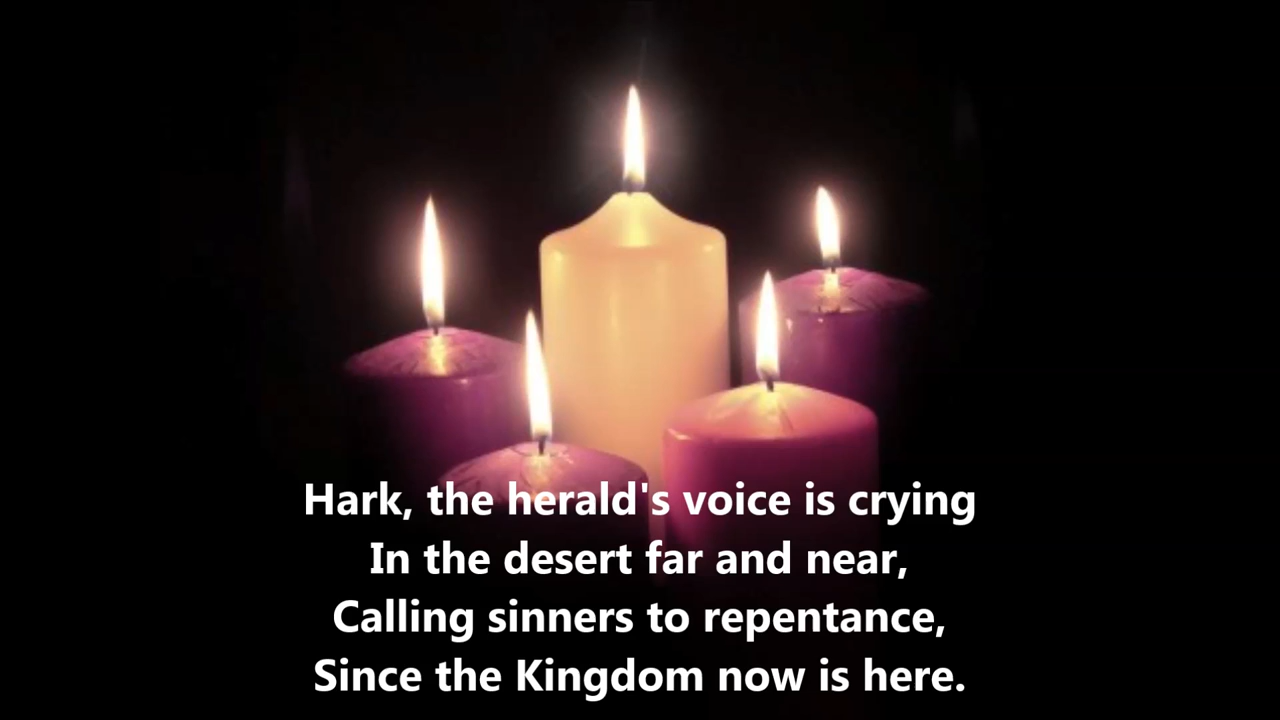 Hark, the herald's voice is crying
In the desert far and near,
Calling sinners to repentance,
Since the Kingdom now is here.